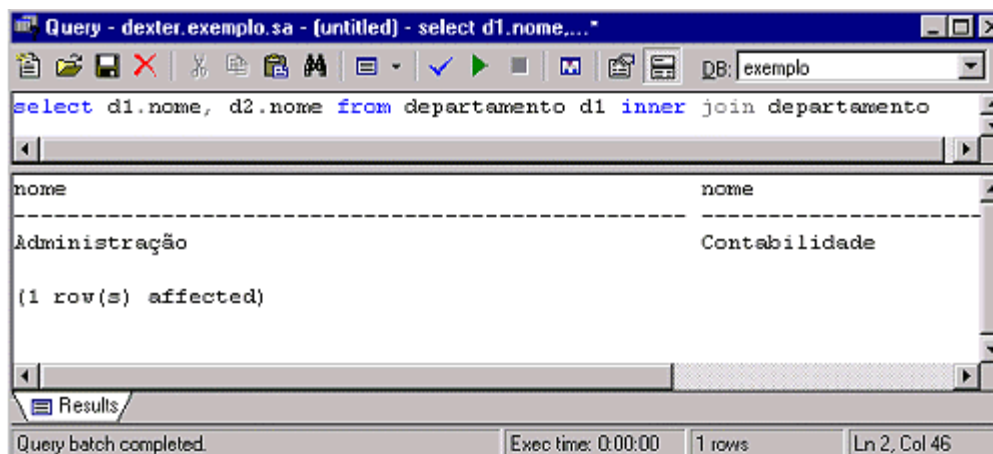 Query - dexter.exemplo.sa - (untitled) - select d1.nome,...*
DB: exemplo
select d1.nome, d2.nome from departamento d1 inner join departamento
nome nome
---------------------------------------------------- ---------------------
Administração Contabilidade
(1 row(s) affected)
Results
Query batch completed. Exec time: 0:00:00 1 rows Ln 2, Col 46